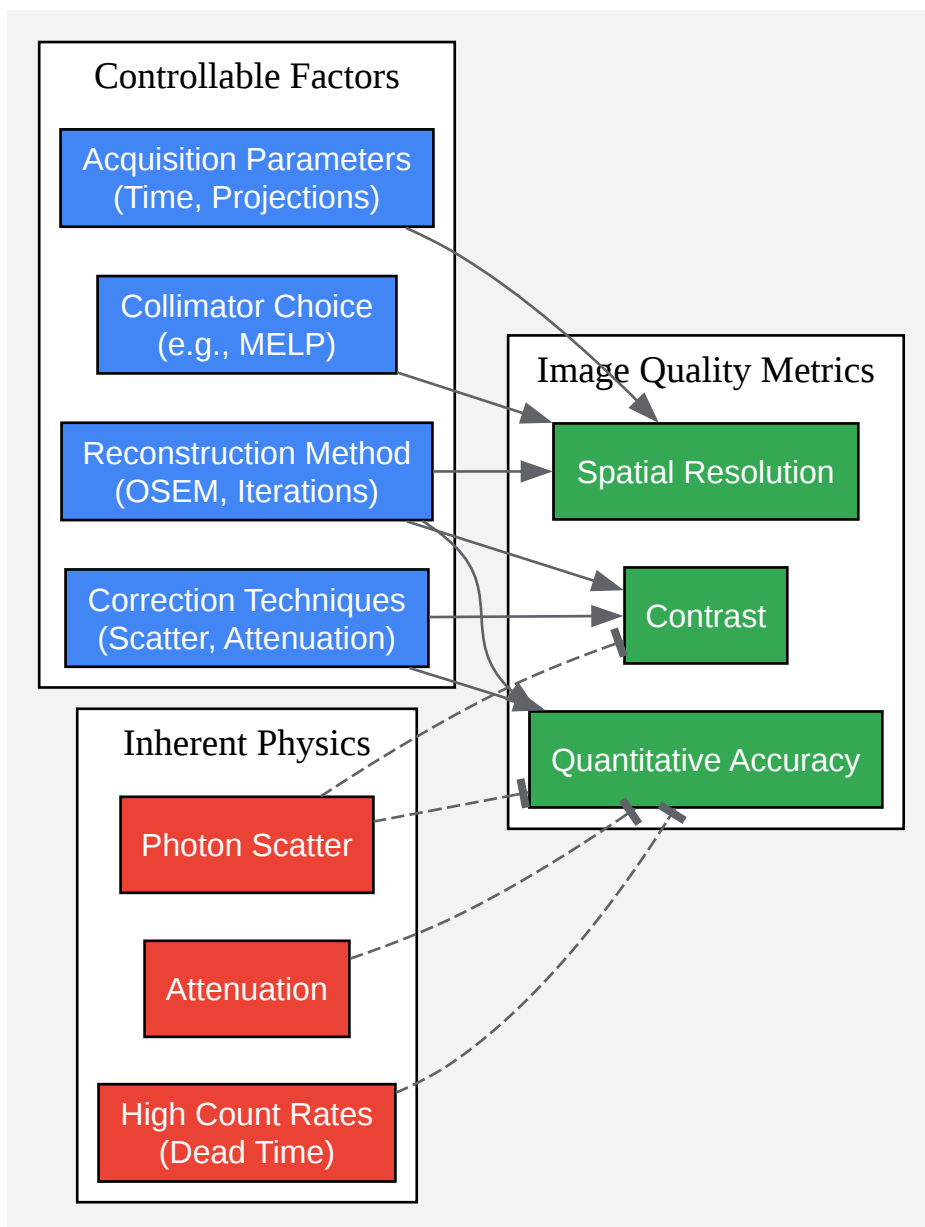 Controllable Factors
Acquisition Parameters
(Time, Projections)
Collimator Choice
(e.g., MELP)
Reconstruction Method
(OSEM, Iterations)
Correction Techniques
(Scatter, Attenuation)
Image Quality Metrics
Spatial Resolution
Contrast
Quantitative Accuracy
Inherent Physics
Photon Scatter
Attenuation
High Count Rates
(Dead Time)